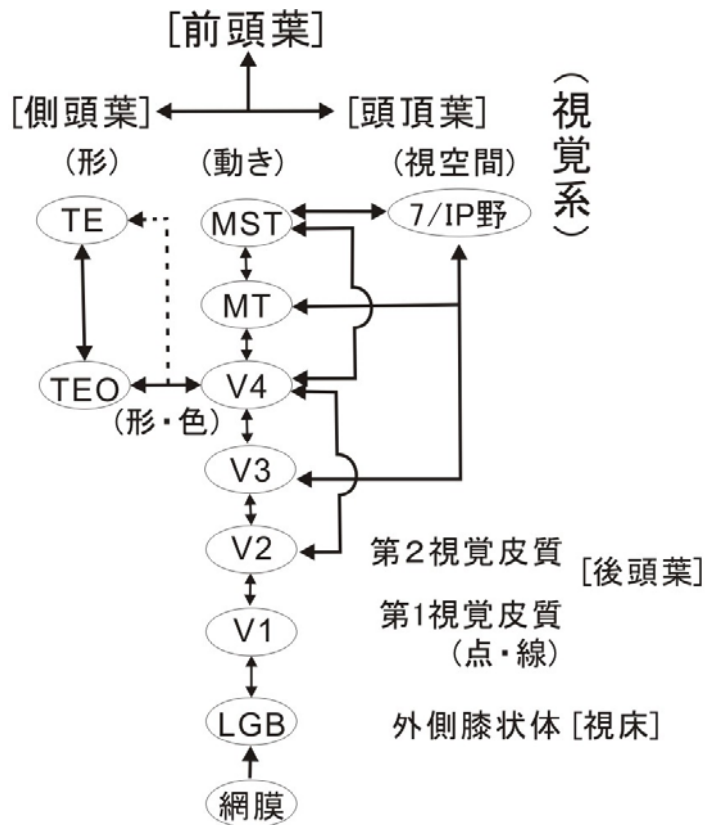 [前頭葉]
[側頭葉] [頭頂葉]
(視覚系)
(形) (動き) (視空間)
TE MST 7/IP野
MT
TEO V4
(形・色)
V3
V2 第2視覚皮質 [後頭葉]
V1 第1視覚皮質
(点・線)
LGB 外側膝状体 [視床]
網膜